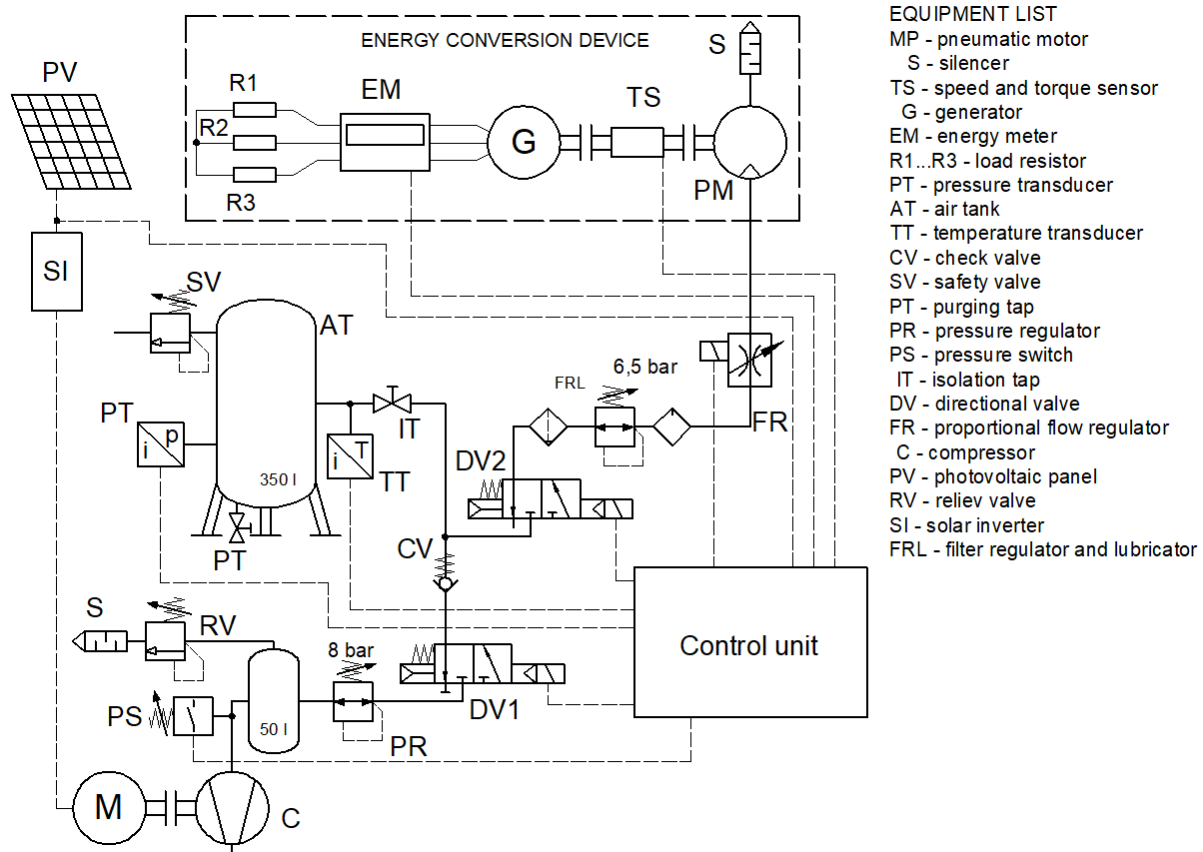 ENERGY CONVERSION DEVICE
S
PV
R1
EM
TS
R2
G
R3
PM
SI
SV
AT
6,5 bar
FRL
PT
i p
IT
FR
i T
TT
350 l
DV2
PT
CV
S
RV
8 bar
Control unit
PS
50 l
DV1
PR
M
C
EQUIPMENT LIST
MP - pneumatic motor
S - silencer
TS - speed and torque sensor
G - generator
EM - energy meter
R1...R3 - load resistor
PT - pressure transducer
AT - air tank
TT - temperature transducer
CV - check valve
SV - safety valve
PT - purging tap
PR - pressure regulator
PS - pressure switch
IT - isolation tap
DV - directional valve
FR - proportional flow regulator
C - compressor
PV - photovoltaic panel
RV - reliev valve
SI - solar inverter
FRL - filter regulator and lubricator